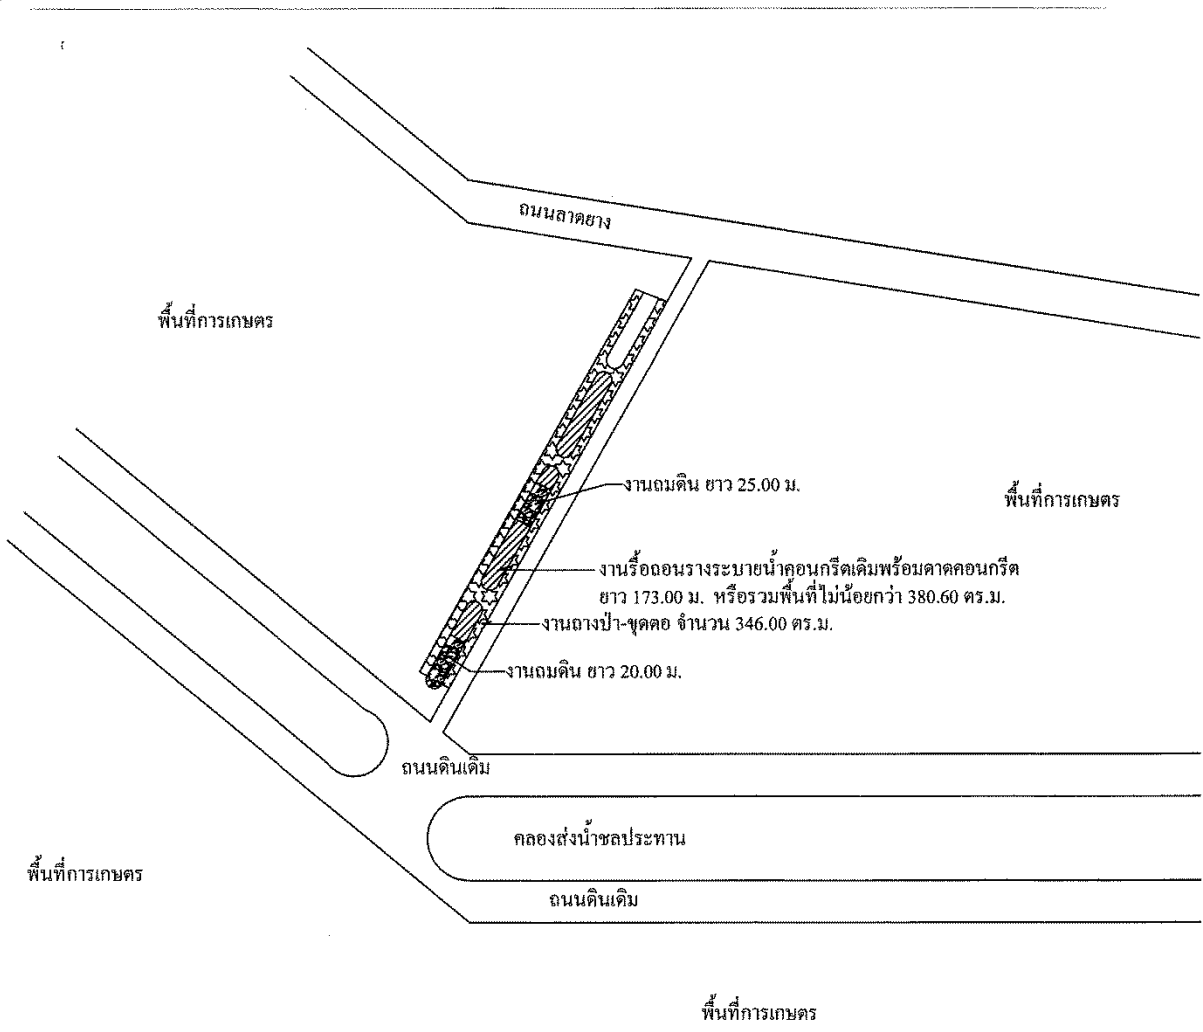 ถนนลาดยาง
พื้นที่การเกษตร
งานถมดิน ยาว 25.00 ม.
พื้นที่การเกษตร
งานรื้อถอนรางระบายน้ำคอนกรีตเดิมพร้อมดาดคอนกรีต
ยาว 173.00 ม. หรือรวมพื้นที่ไม่น้อยกว่า 380.60 ตร.ม.
งานถางป่า-ขุดตอ จำนวน 346.00 ตร.ม.
งานถมดิน ยาว 20.00 ม.
ถนนดินเดิม
คลองส่งน้ำชลประทาน
พื้นที่การเกษตร
ถนนดินเดิม
พื้นที่การเกษตร